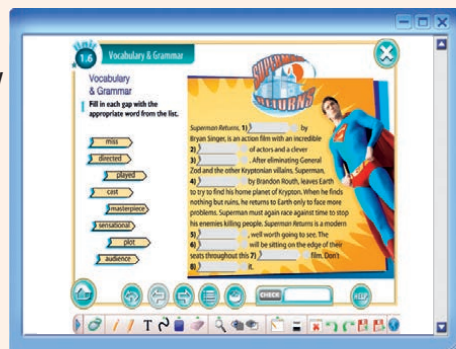 Unit
1.6
Vocabulary & Grammar
Vocabulary
& Grammar
Fill in each gap with the
appropriate word from the list.
miss
directed
played
cast
masterpiece
sensational
plot
audience
SUPERMAN
RETURNS
Superman Returns, 1) by
Bryan Singer, is an action film with an incredible
2) of actors and a clever
3) . After eliminating General
Zod and the other Kryptonian villains, Superman,
4) by Brandon Routh, leaves Earth
to try to find his home planet of Krypton. When he finds
nothing but ruins, he returns to Earth only to face more
problems. Superman must again race against time to stop
his enemies killing people. Superman Returns is a modern
5) , well worth going to see. The
6) will be sitting on the edge of their
seats throughout this 7) film. Don't
8) it.
CHECK
HELP
T